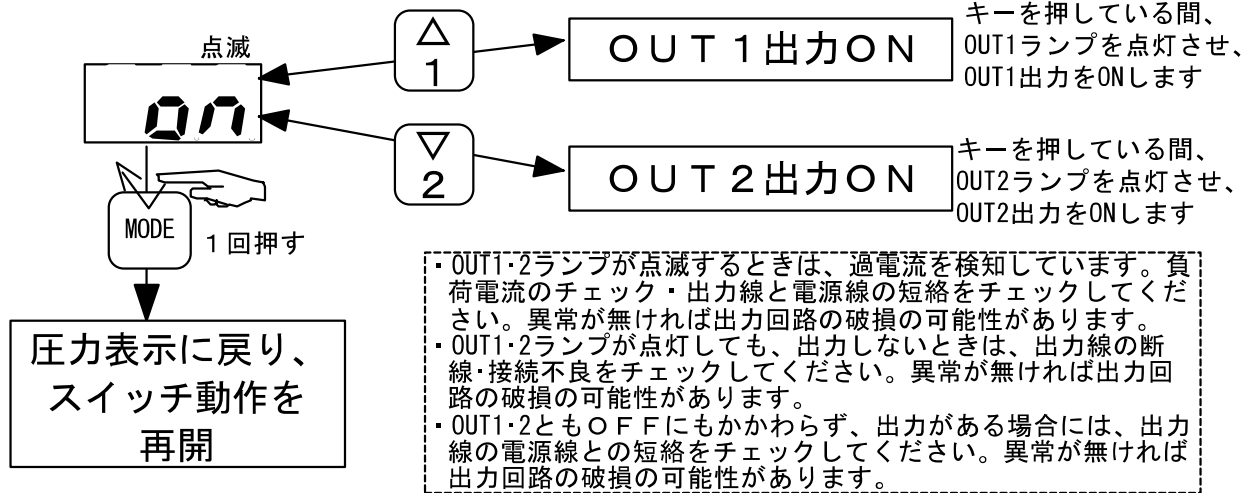 点滅
on
△
1
OUT1出力ON
キーを押している間、
OUT1ランプを点灯させ、
OUT1出力をONします
▽
2
OUT2出力ON
キーを押している間、
OUT2ランプを点灯させ、
OUT2出力をONします
MODE
1回押す
圧力表示に戻り、
スイッチ動作を
再開
・OUT1・2ランプが点滅するときは、過電流を検知しています。負
荷電流のチェック・出力線と電源線の短絡をチェックしてくだ
さい。異常が無ければ出力回路の破損の可能性があります。
・OUT1・2ランプが点灯しても、出力しないときは、出力線の断
線・接続不良をチェックしてください。異常が無ければ出力回
路の破損の可能性があります。
・OUT1・2ともOFFにもかかわらず、出力がある場合には、出力
線の電源線との短絡をチェックしてください。異常が無ければ
出力回路の破損の可能性があります。